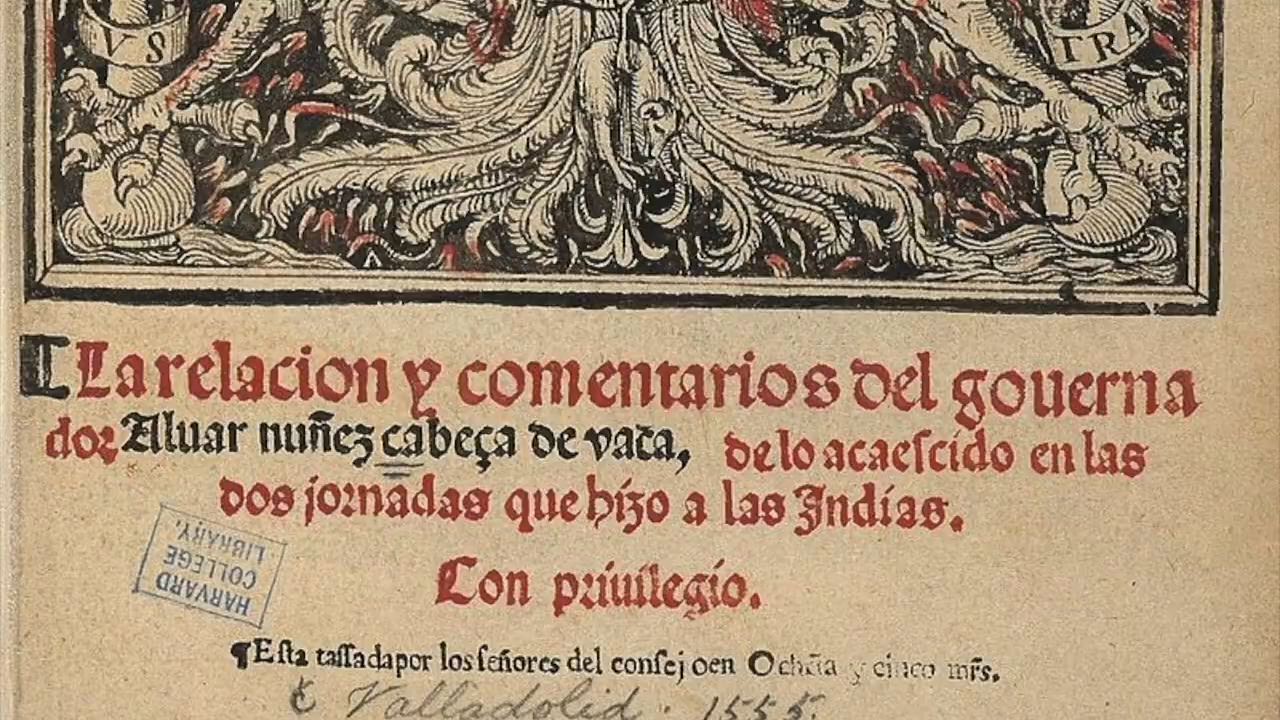 VS
TRA
La relacion y comentarios del gouerna
dor Aluar nuñez cabeça de vaca, de lo acaescido en las
dos jornadas que hizo a las Indias.
HARVARD
COLLEGE
LIBRARY.
Con priuilegio.
¶Esta tassada por los señores del consejo en Ochẽta y cinco mrs̃.
Valladolid. 1555.